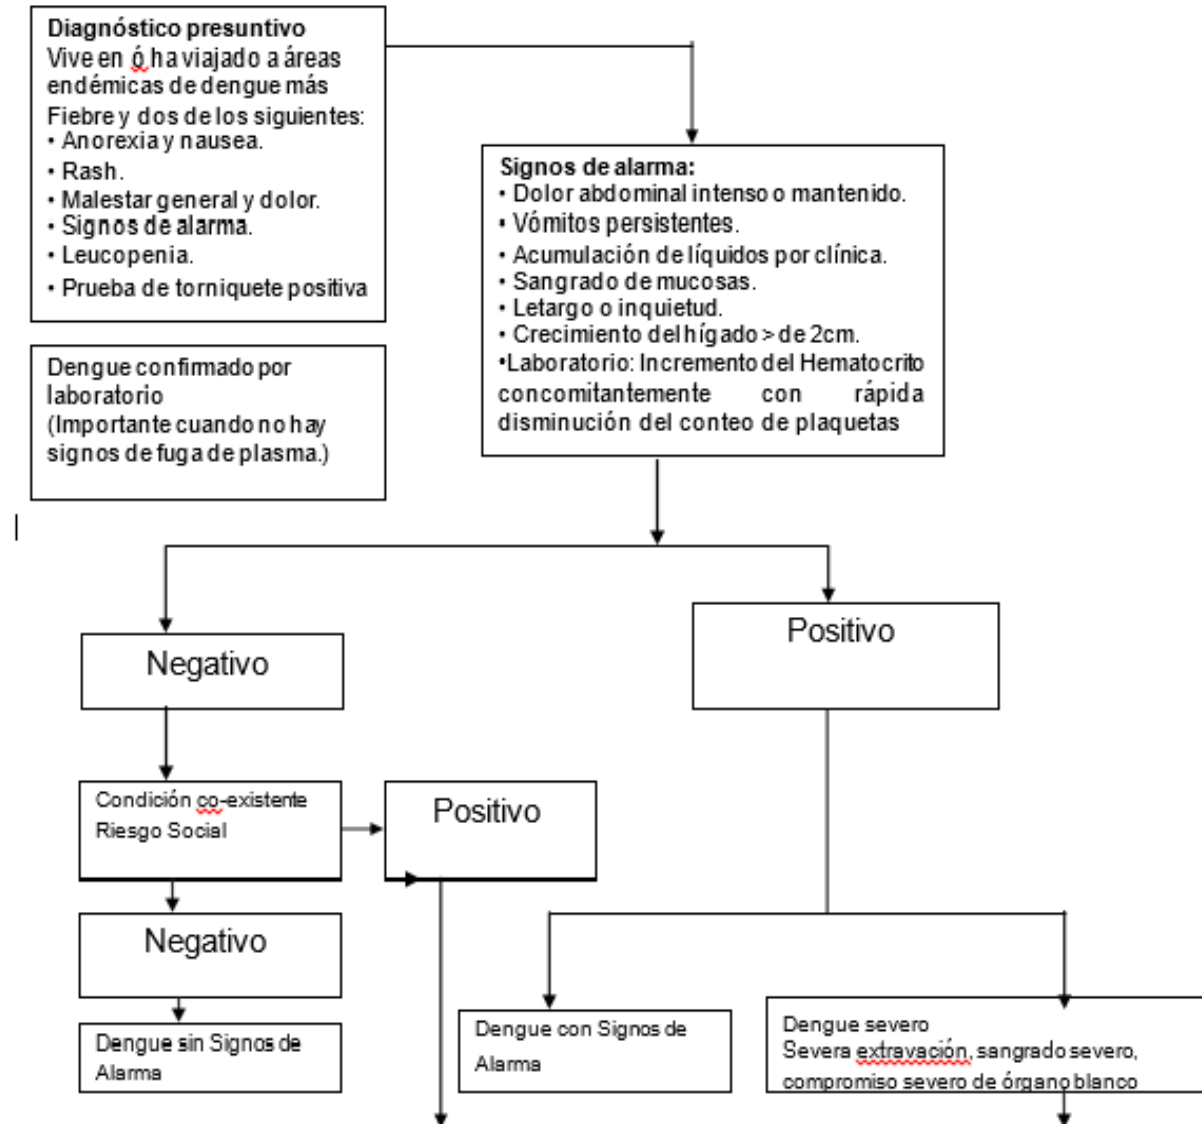 Diagnóstico presuntivo
Vive en ó ha viajado a áreas
endémicas de dengue más
Fiebre y dos de los siguientes:
• Anorexia y nausea.
• Rash.
• Malestar general y dolor.
• Signos de alarma.
• Leucopenia.
• Prueba de torniquete positiva
Dengue confirmado por
laboratorio
(Importante cuando no hay
signos de fuga de plasma.)
Signos de alarma:
• Dolor abdominal intenso o mantenido.
• Vómitos persistentes.
• Acumulación de líquidos por clínica.
• Sangrado de mucosas.
• Letargo o inquietud.
• Crecimiento del hígado > de 2cm.
•Laboratorio: Incremento del Hematocrito
concomitantemente con rápida
disminución del conteo de plaquetas
Negativo
Positivo
Condición co-existente
Riesgo Social
Positivo
Negativo
Dengue sin Signos de
Alarma
Dengue con Signos de
Alarma
Dengue severo
Severa extravación, sangrado severo,
compromiso severo de órgano blanco